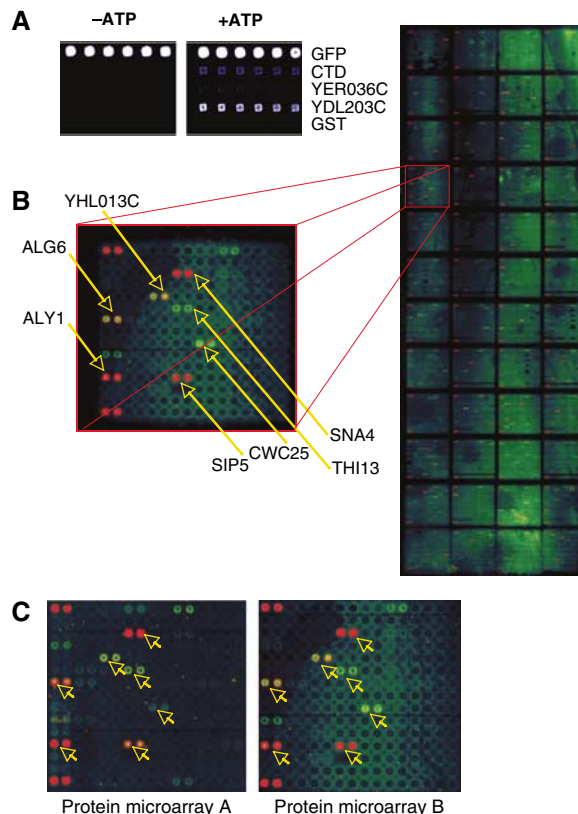 A
−ATP
+ATP
GFP
CTD
YER036C
YDL203C
GST
B
YHL013C
ALG6
ALY1
SNA4
CWC25
SIP5
THI13
C
Protein microarray A
Protein microarray B